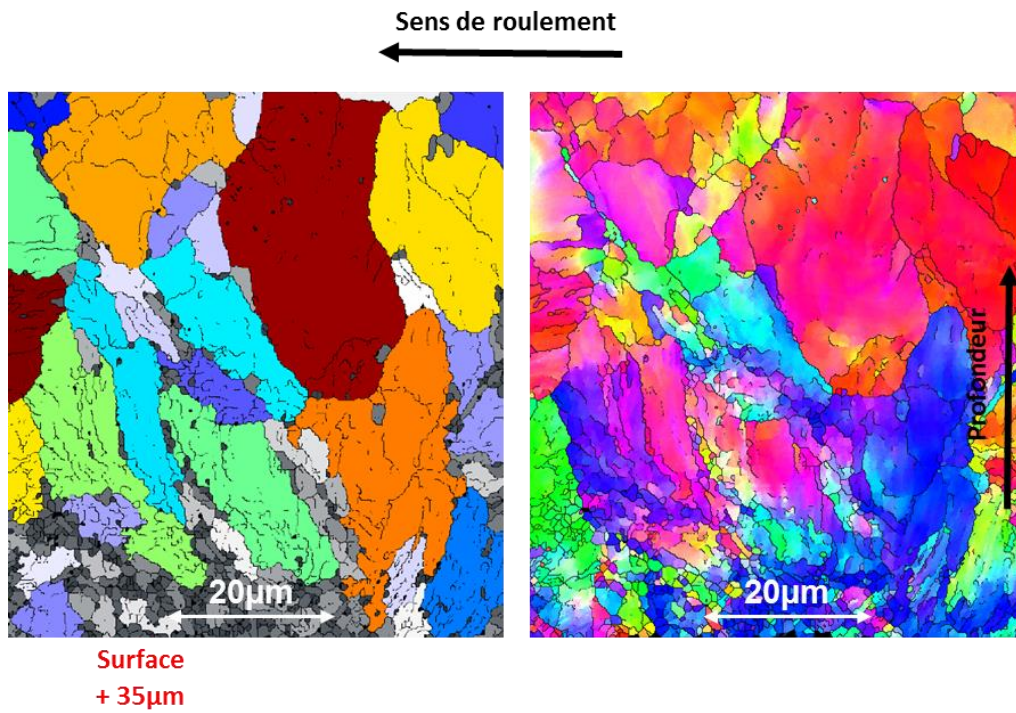 Sens de roulement
Profondeur
20µm
20µm
Surface
+ 35µm